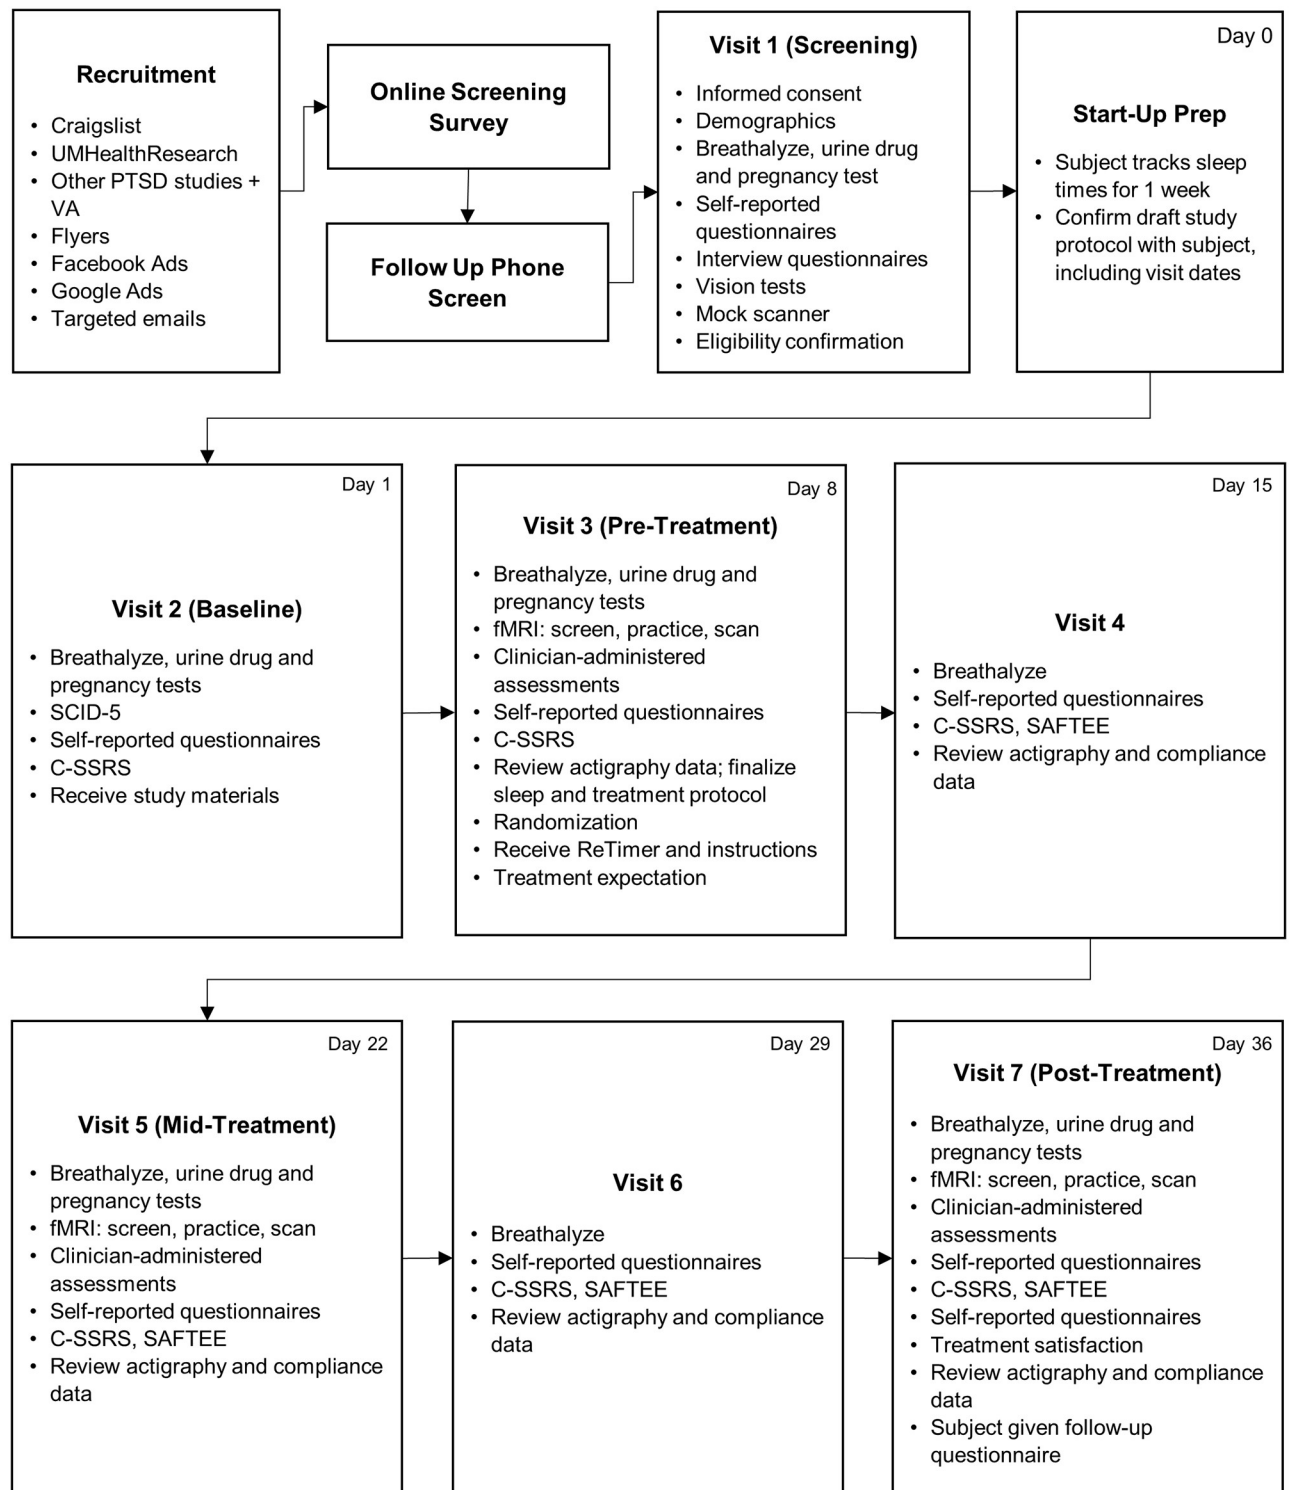 Recruitment
• Craigslist
• UMHealthResearch
• Other PTSD studies +
VA
• Flyers
• Facebook Ads
• Google Ads
• Targeted emails
Online Screening
Survey
Follow Up Phone
Screen
Visit 1 (Screening)
• Informed consent
• Demographics
• Breathalyze, urine drug
and pregnancy test
• Self-reported
questionnaires
• Interview questionnaires
• Vision tests
• Mock scanner
• Eligibility confirmation
Day 0
Start-Up Prep
• Subject tracks sleep
times for 1 week
• Confirm draft study
protocol with subject,
including visit dates
Day 1
Visit 2 (Baseline)
• Breathalyze, urine drug and
pregnancy tests
• SCID-5
• Self-reported questionnaires
• C-SSRS
• Receive study materials
Day 8
Visit 3 (Pre-Treatment)
• Breathalyze, urine drug and
pregnancy tests
• fMRI: screen, practice, scan
• Clinician-administered
assessments
• Self-reported questionnaires
• C-SSRS
• Review actigraphy data; finalize
sleep and treatment protocol
• Randomization
• Receive ReTimer and instructions
• Treatment expectation
Day 15
Visit 4
• Breathalyze
• Self-reported questionnaires
• C-SSRS, SAFTEE
• Review actigraphy and compliance
data
Day 22
Visit 5 (Mid-Treatment)
• Breathalyze, urine drug and
pregnancy tests
• fMRI: screen, practice, scan
• Clinician-administered
assessments
• Self-reported questionnaires
• C-SSRS, SAFTEE
• Review actigraphy and compliance
data
Day 29
Visit 6
• Breathalyze
• Self-reported questionnaires
• C-SSRS, SAFTEE
• Review actigraphy and compliance
data
Day 36
Visit 7 (Post-Treatment)
• Breathalyze, urine drug and
pregnancy tests
• fMRI: screen, practice, scan
• Clinician-administered
assessments
• Self-reported questionnaires
• C-SSRS, SAFTEE
• Self-reported questionnaires
• Treatment satisfaction
• Review actigraphy and compliance
data
• Subject given follow-up
questionnaire